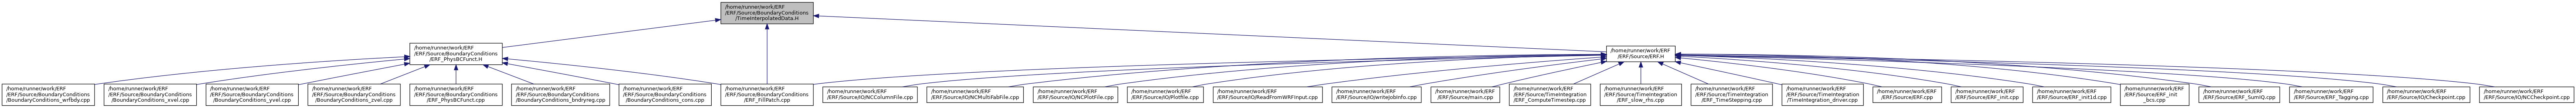 /home/runner/work/ERF
/ERF/Source/BoundaryConditions
/TimeInterpolatedData.H
/home/runner/work/ERF
/ERF/Source/BoundaryConditions
/ERF_PhysBCFunct.H
/home/runner/work/ERF
/ERF/Source/ERF.H
/home/runner/work/ERF
/ERF/Source/BoundaryConditions
/BoundaryConditions_wrfbdy.cpp
/home/runner/work/ERF
/ERF/Source/BoundaryConditions
/BoundaryConditions_xvel.cpp
/home/runner/work/ERF
/ERF/Source/BoundaryConditions
/BoundaryConditions_yvel.cpp
/home/runner/work/ERF
/ERF/Source/BoundaryConditions
/BoundaryConditions_zvel.cpp
/home/runner/work/ERF
/ERF/Source/BoundaryConditions
/ERF_PhysBCFunct.cpp
/home/runner/work/ERF
/ERF/Source/BoundaryConditions
/BoundaryConditions_bndryreg.cpp
/home/runner/work/ERF
/ERF/Source/BoundaryConditions
/BoundaryConditions_cons.cpp
/home/runner/work/ERF
/ERF/Source/BoundaryConditions
/ERF_FillPatch.cpp
/home/runner/work/ERF
/ERF/Source/IO/NCColumnFile.cpp
/home/runner/work/ERF
/ERF/Source/IO/NCMultiFabFile.cpp
/home/runner/work/ERF
/ERF/Source/IO/NCPlotFile.cpp
/home/runner/work/ERF
/ERF/Source/IO/Plotfile.cpp
/home/runner/work/ERF
/ERF/Source/IO/ReadFromWRFInput.cpp
/home/runner/work/ERF
/ERF/Source/IO/writeJobInfo.cpp
/home/runner/work/ERF
/ERF/Source/main.cpp
/home/runner/work/ERF
/ERF/Source/TimeIntegration
/ERF_ComputeTimestep.cpp
/home/runner/work/ERF
/ERF/Source/TimeIntegration
/ERF_slow_rhs.cpp
/home/runner/work/ERF
/ERF/Source/TimeIntegration
/ERF_TimeStepping.cpp
/home/runner/work/ERF
/ERF/Source/TimeIntegration
/TimeIntegration_driver.cpp
/home/runner/work/ERF
/ERF/Source/ERF.cpp
/home/runner/work/ERF
/ERF/Source/ERF_init.cpp
/home/runner/work/ERF
/ERF/Source/ERF_init1d.cpp
/home/runner/work/ERF
/ERF/Source/ERF_init
_bcs.cpp
/home/runner/work/ERF
/ERF/Source/ERF_SumIQ.cpp
/home/runner/work/ERF
/ERF/Source/ERF_Tagging.cpp
/home/runner/work/ERF
/ERF/Source/IO/Checkpoint.cpp
/home/runner/work/ERF
/ERF/Source/IO/NCCheckpoint.cpp